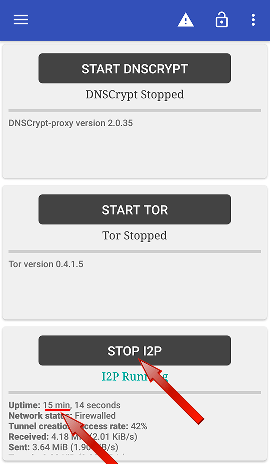 START DNSCRYPT
DNSCrypt Stopped
DNSCrypt-proxy version 2.0.35
START TOR
Tor Stopped
Tor version 0.4.1.5
STOP I2P
I2P Running
Uptime: 15 min, 14 seconds
Network status: Firewalled
Tunnel creation success rate: 42%
Received: 4.18 MiB (2.01 KiB/s)
Sent: 3.64 MiB (1.90 KiB/s)